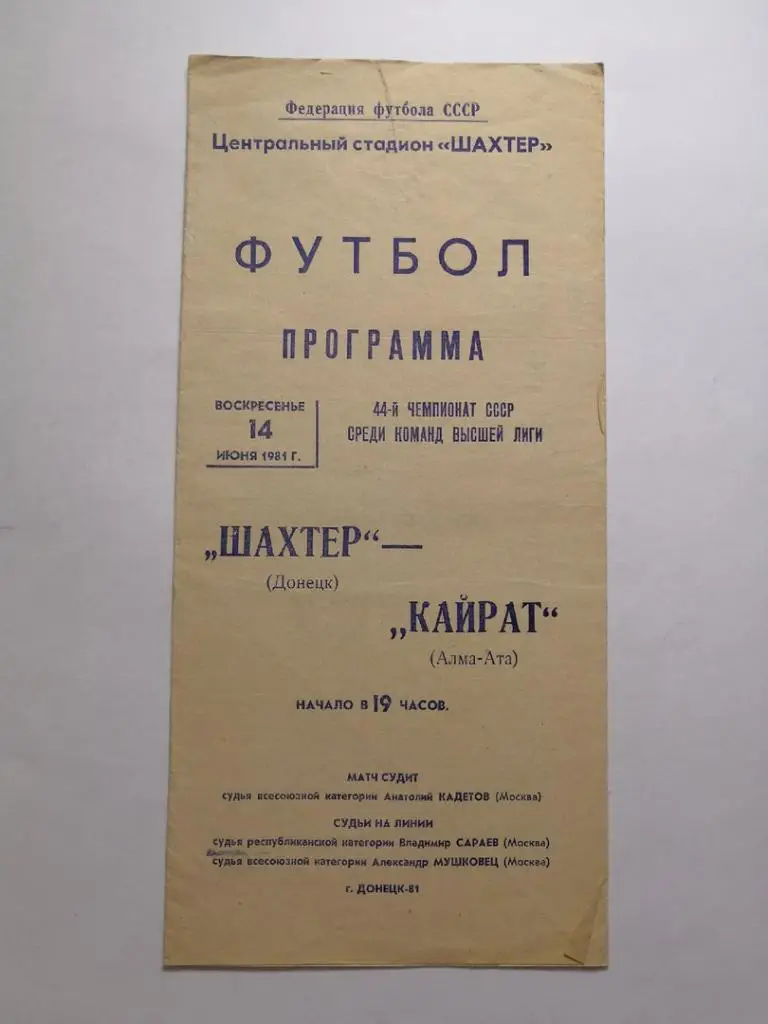 Федерация футбола СССР
Центральный стадион «ШАХТЕР»
ФУТБОЛ
ПРОГРАММА
ВОСКРЕСЕНЬЕ
14
ИЮНЯ 1981 Г.
44-й ЧЕМПИОНАТ СССР
СРЕДИ КОМАНД ВЫСШЕЙ ЛИГИ
„ШАХТЕР“—
(Донецк)
„КАЙРАТ“
(Алма-Ата)
НАЧАЛО В 19 ЧАСОВ.
МАТЧ СУДИТ
судья всесоюзной категории Анатолий КАДЕТОВ (Москва)
СУДЬИ НА ЛИНИИ
судья республиканской категории Владимир САРАЕВ (Москва)
судья всесоюзной категории Александр МУШКОВЕЦ (Москва)
г. ДОНЕЦК-81